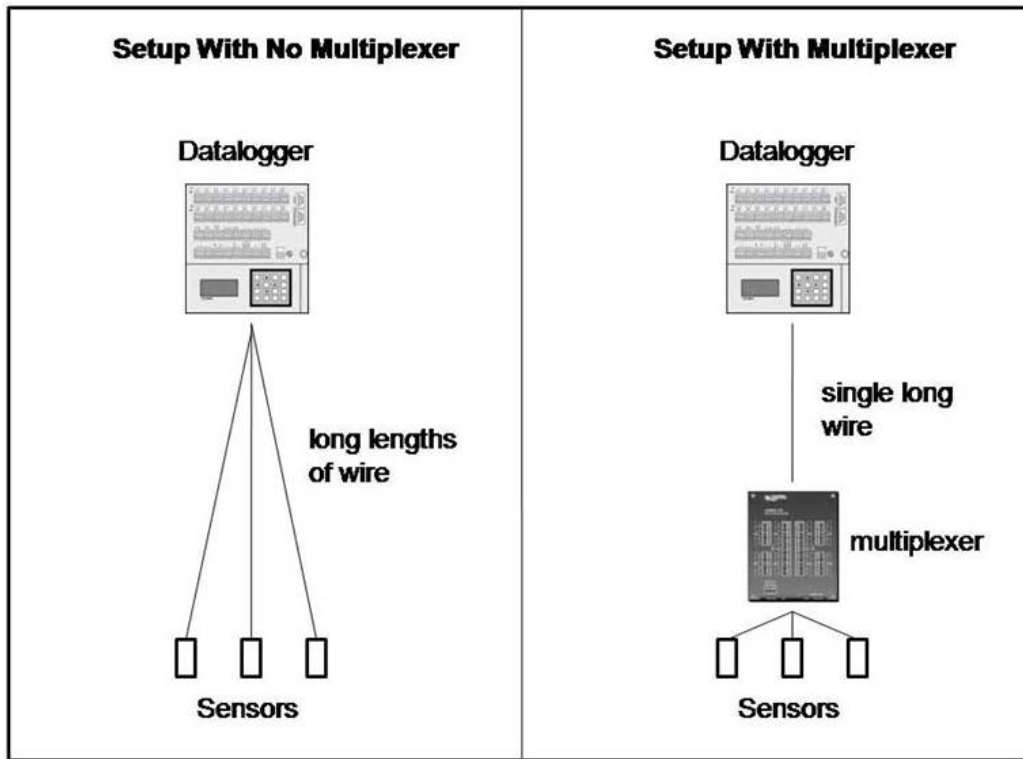 Setup With No Multiplexer
Datalogger
long lengths
of wire
Sensors
Setup With Multiplexer
Datalogger
single long
wire
multiplexer
Sensors